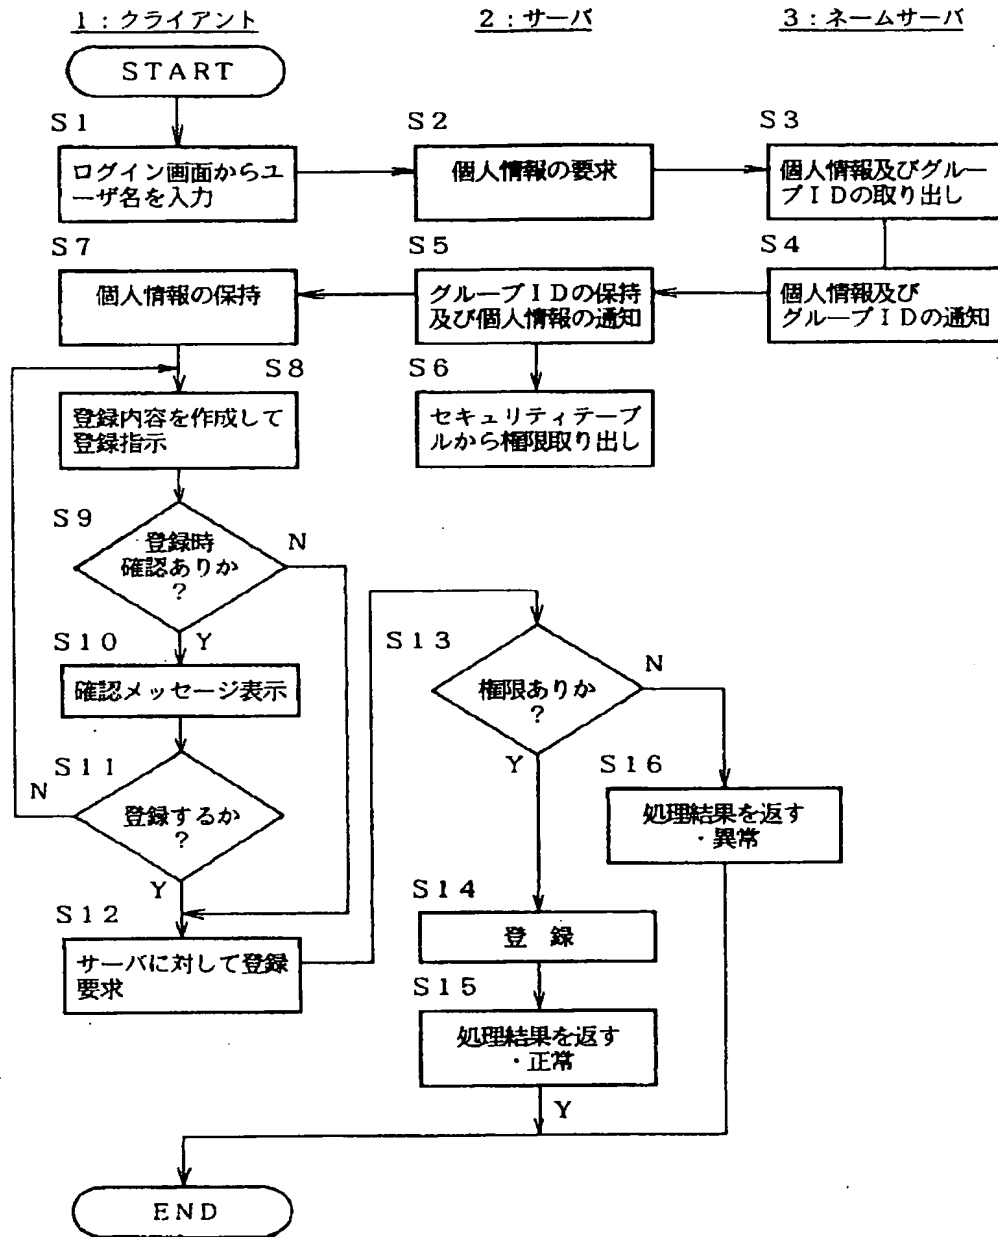 1：クライアント
2：サーバ
3：ネームサーバ
START
S1
ログイン画面からユ
ーザ名を入力
S2
個人情報の要求
S3
個人情報及びグルー
プIDの取り出し
S7
個人情報の保持
S5
グループIDの保持
及び個人情報の通知
S4
個人情報及び
グループIDの通知
S8
登録内容を作成して
登録指示
S6
セキュリティテーブ
ルから権限取り出し
S9
登録時
確認ありか
?
N
Y
S10
確認メッセージ表示
S11
登録するか
?
N
Y
S12
サーバに対して登録
要求
S13
権限ありか
?
N
Y
S16
処理結果を返す
・異常
S14
登 録
S15
処理結果を返す
・正常
Y
END